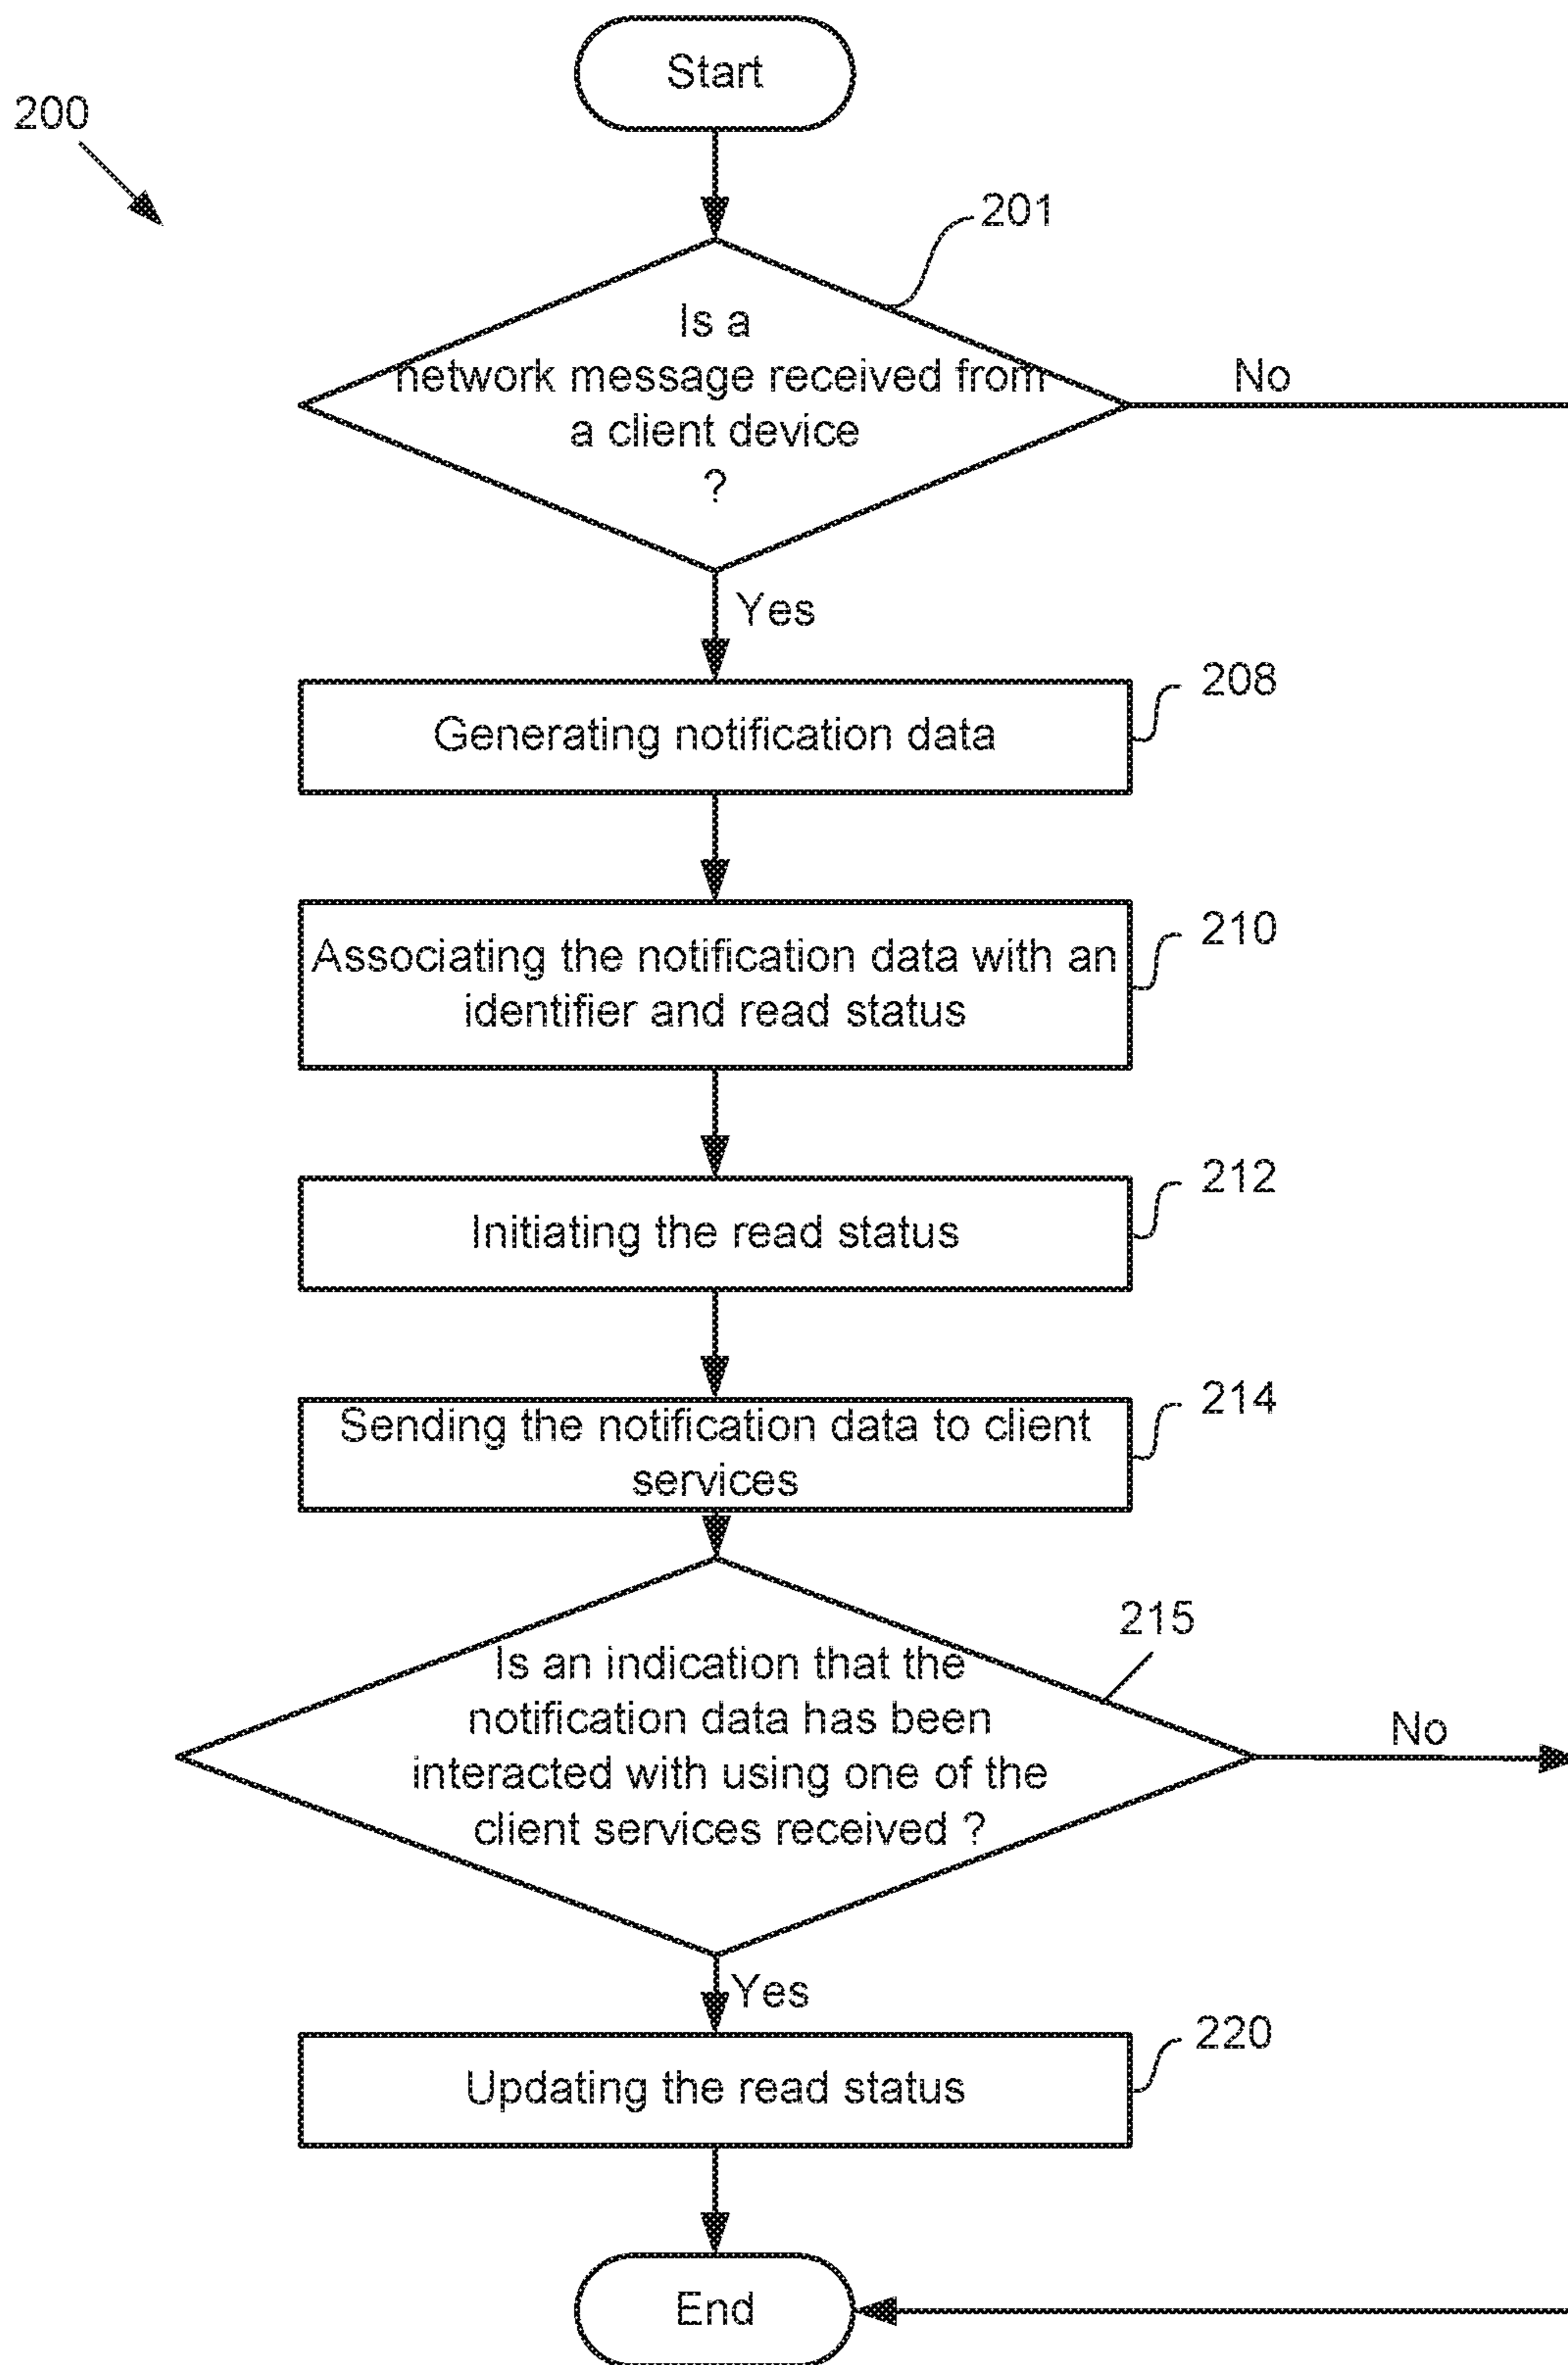 Start
200
201
Is a
network message received from
a client device
?
No
Yes
208
Generating notification data
210
Associating the notification data with an
identifier and read status
212
Initiating the read status
214
Sending the notification data to client
services
215
Is an indication that the
notification data has been
interacted with using one of the
client services received ?
No
Yes
220
Updating the read status
End